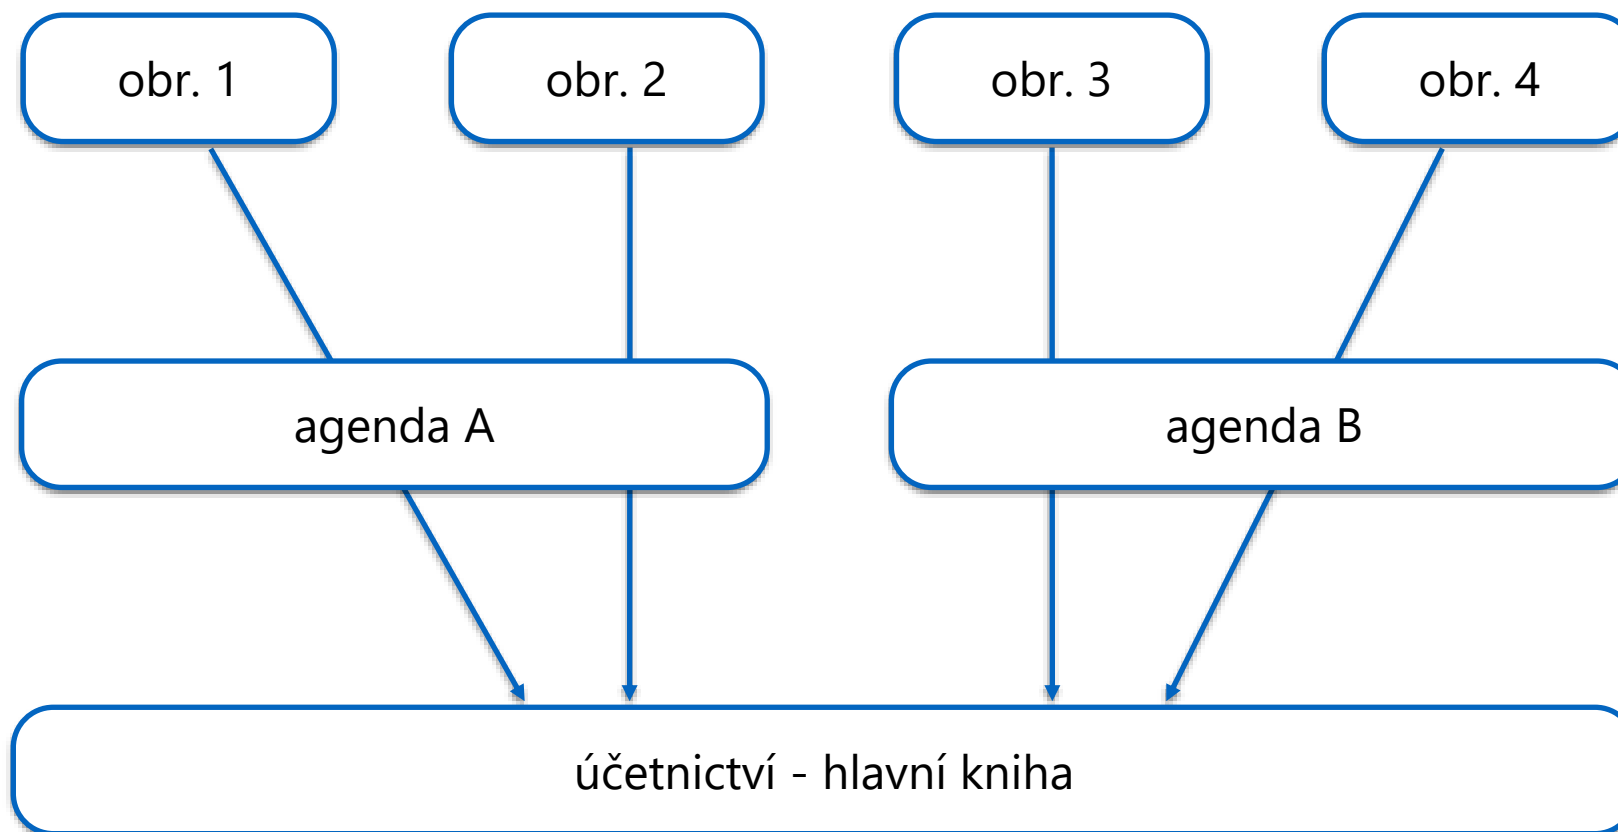 obr. 1
obr. 2
obr. 3
obr. 4
agenda A
agenda B
účetnictví - hlavní kniha